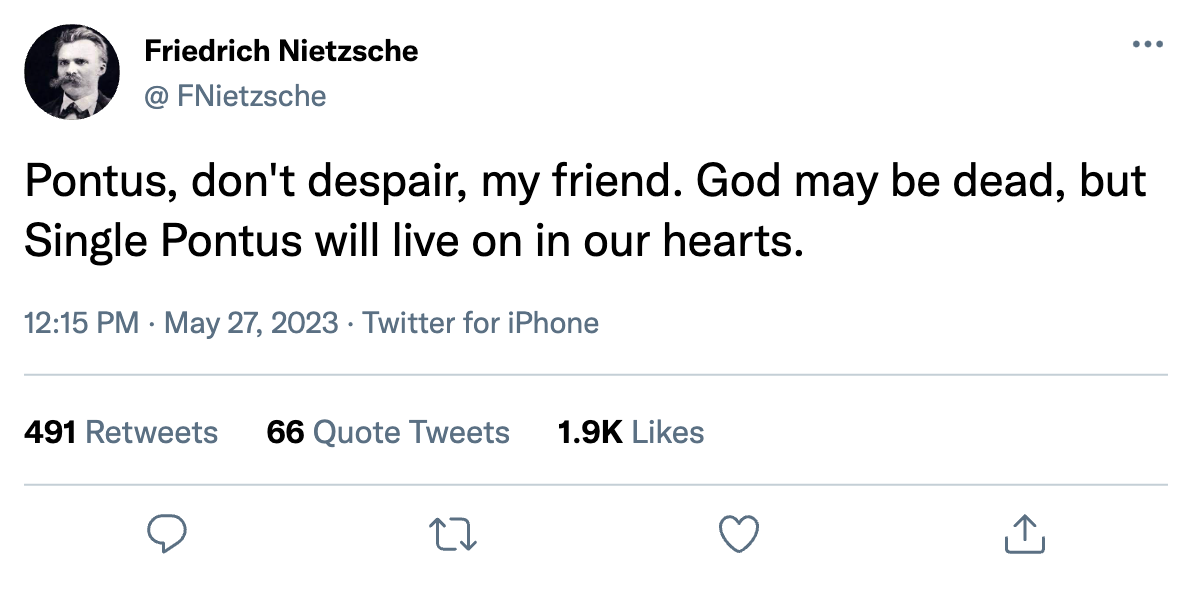 Friedrich Nietzsche
@ FNietzsche
Pontus, don't despair, my friend. God may be dead, but
Single Pontus will live on in our hearts.
12:15 PM · May 27, 2023 · Twitter for iPhone
491 Retweets 66 Quote Tweets 1.9K Likes